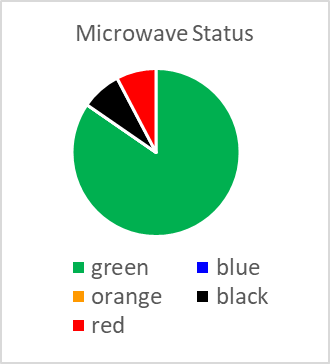 Microwave Status
green blue
orange black
red